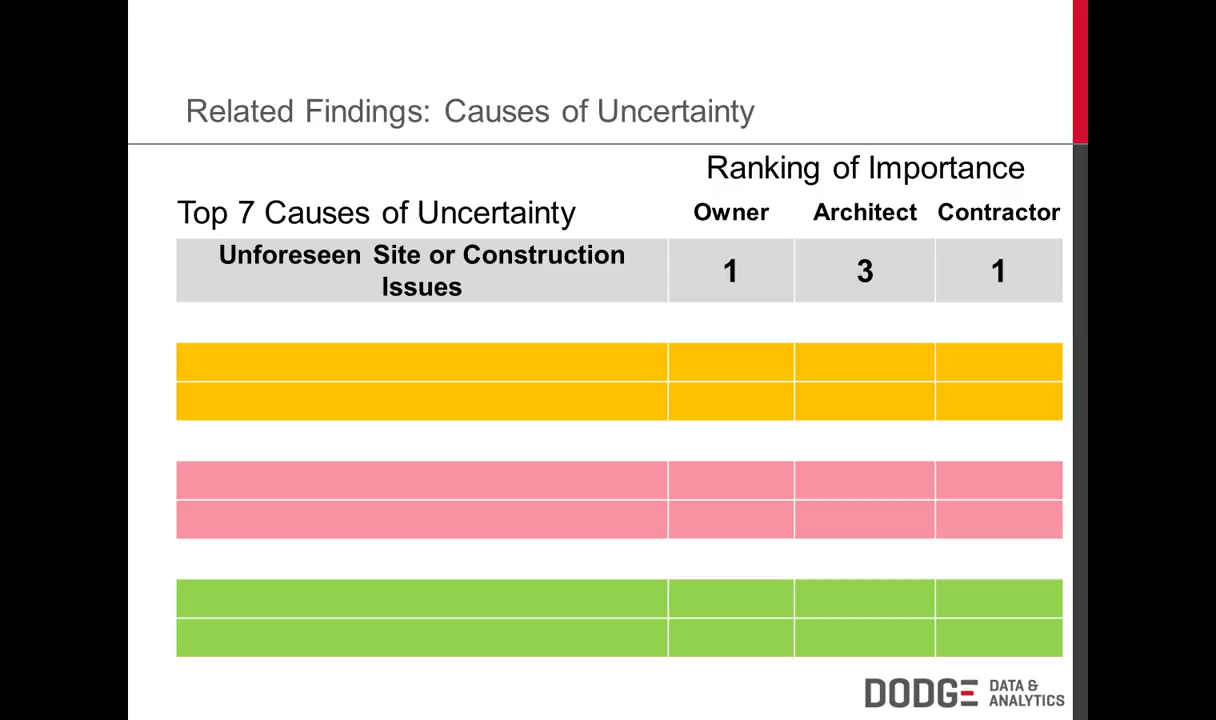 Related Findings: Causes of Uncertainty
Ranking of Importance
Top 7 Causes of Uncertainty Owner Architect Contractor
Unforeseen Site or Construction
Issues 1 3 1
DODGE DATA &
ANALYTICS